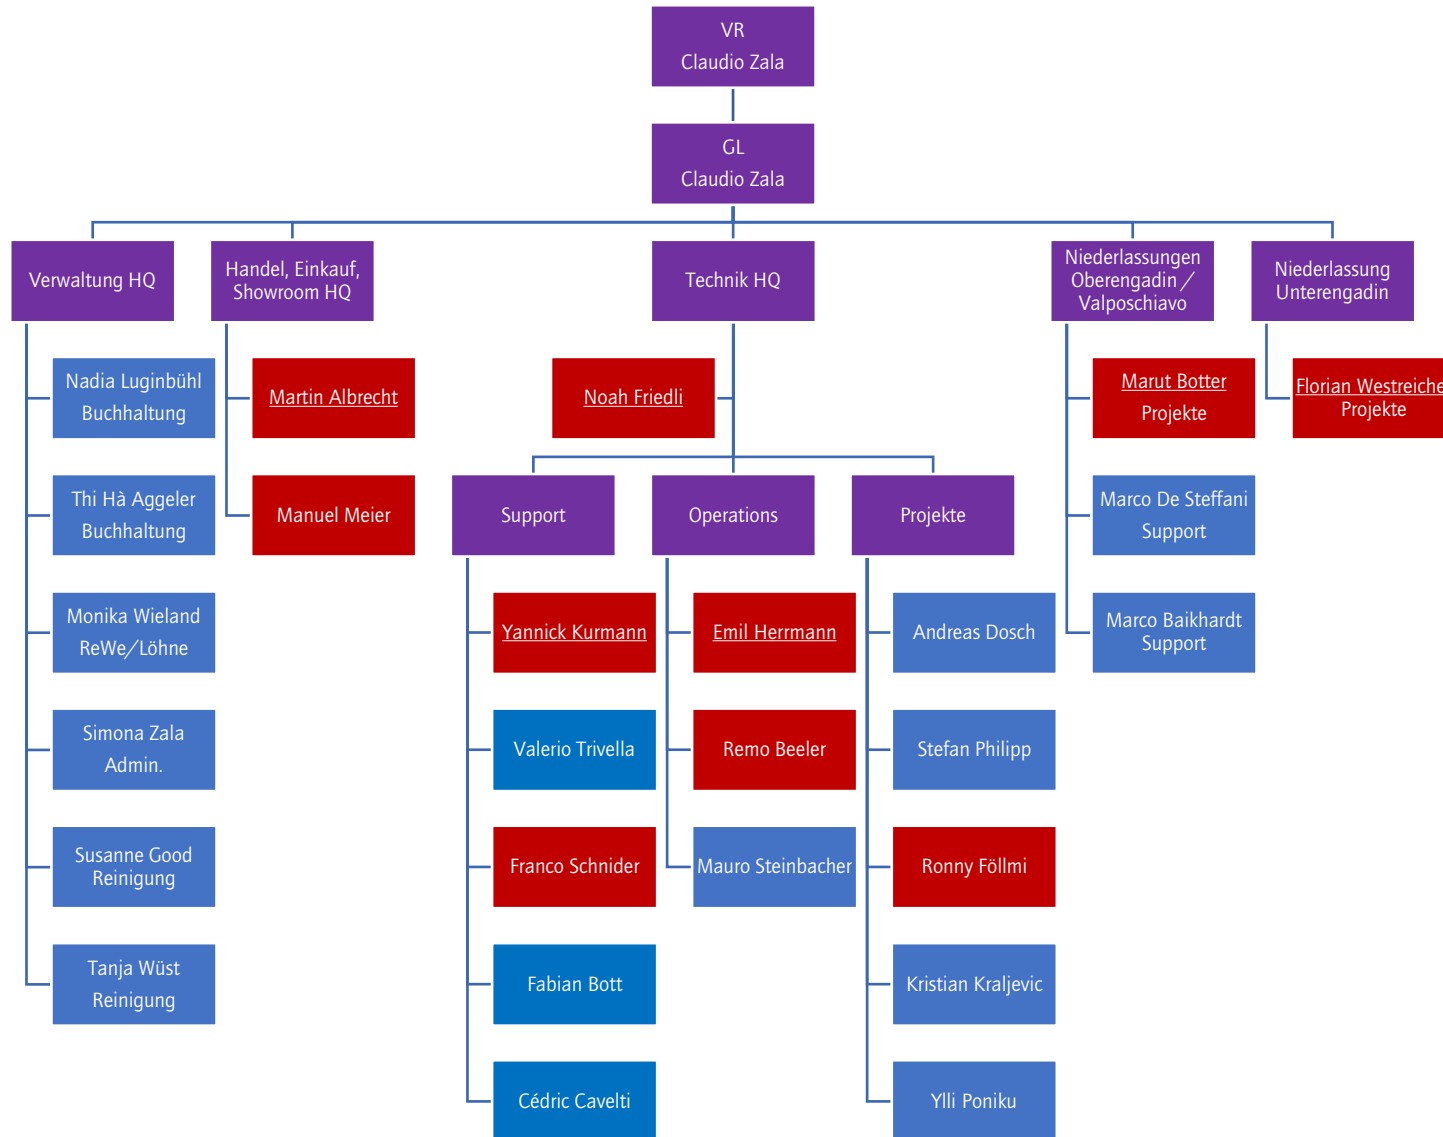 VR
Claudio Zala
GL
Claudio Zala
Verwaltung HQ
Handel, Einkauf,
Showroom HQ
Technik HQ
Niederlassungen
Oberengadin /
Valposchiavo
Niederlassung
Unterengadin
Nadia Luginbühl
Buchhaltung
Thi Hà Aggeler
Buchhaltung
Monika Wieland
ReWe/Löhne
Simona Zala
Admin.
Susanne Good
Reinigung
Tanja Wüst
Reinigung
Martin Albrecht
Manuel Meier
Noah Friedli
Support
Operations
Projekte
Yannick Kurmann
Valerio Trivella
Franco Schnider
Fabian Bott
Cédric Cavelti
Emil Herrmann
Remo Beeler
Mauro Steinbacher
Andreas Dosch
Stefan Philipp
Ronny Föllmi
Kristian Kraljevic
Ylli Poniku
Marut Botter
Projekte
Marco De Steffani
Support
Marco Baikhardt
Support
Florian Westreiche
Projekte